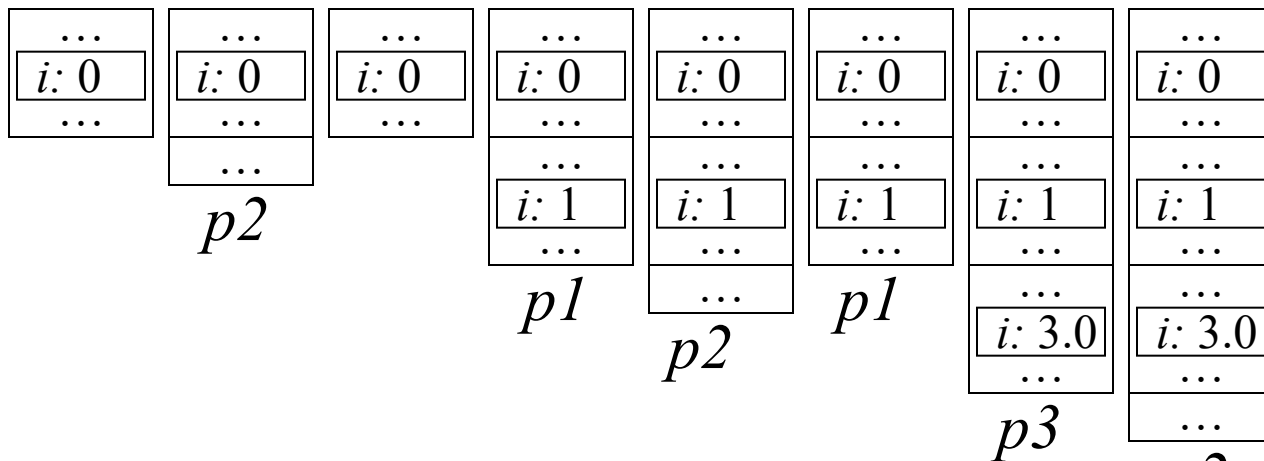 ... ... ... ... ... ... ... ...
i: 0 i: 0 i: 0 i: 0 i: 0 i: 0 i: 0 i: 0
... ... ... ... ... ... ... ...
... ... ... ... ... ...
p2
i: 1 i: 1 i: 1 i: 1 i: 1
... ... ... ... ...
p1 ... p1 ... ...
p2
i: 3.0 i: 3.0
... ...
p3 ...